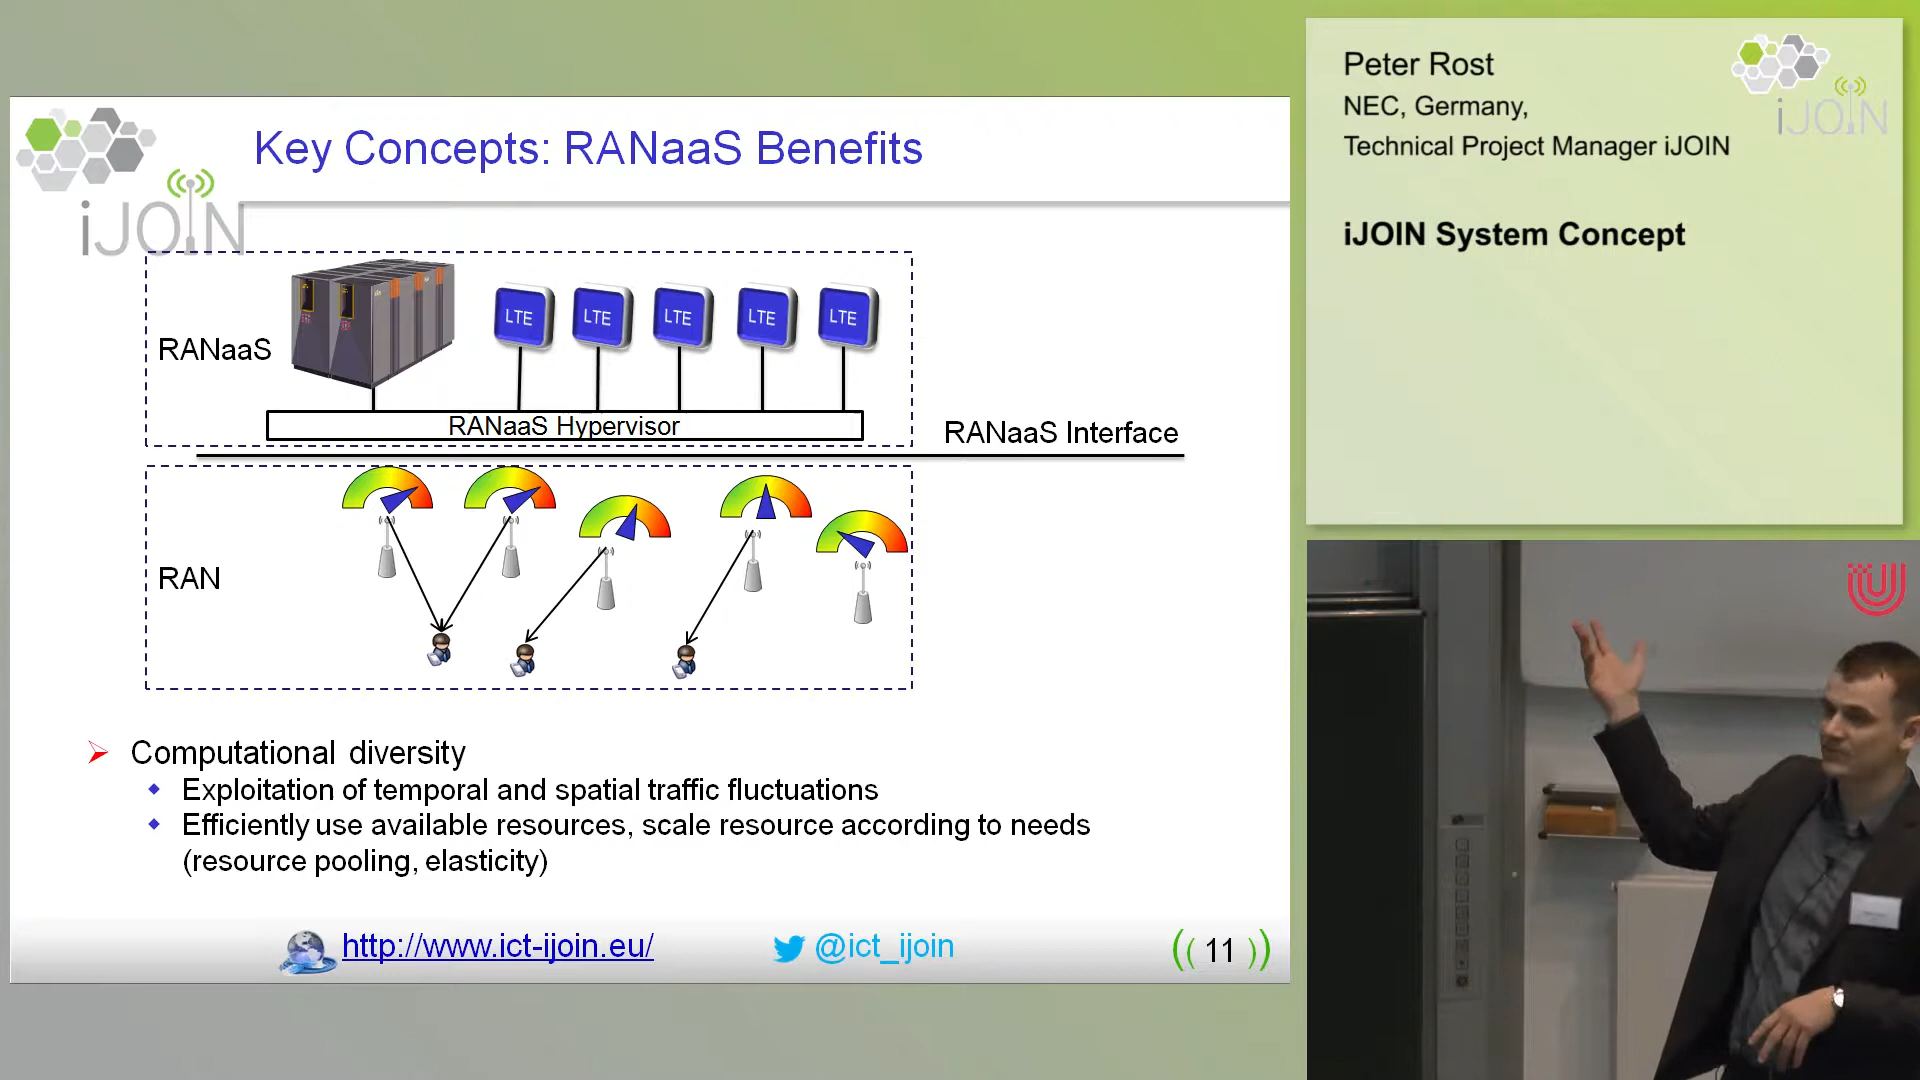 Key Concepts: RANaaS Benefits
iJOIN
RANaaS
LTE
LTE
LTE
LTE
LTE
RANaaS Hypervisor
RANaaS Interface
RAN
Computational diversity
Exploitation of temporal and spatial traffic fluctuations
Efficiently use available resources, scale resource according to needs
(resource pooling, elasticity)
http://www.ict-ijoin.eu/
@ict_ijoin
((11))
Peter Rost
NEC, Germany,
Technical Project Manager iJOIN
iJOIN
iJOIN System Concept